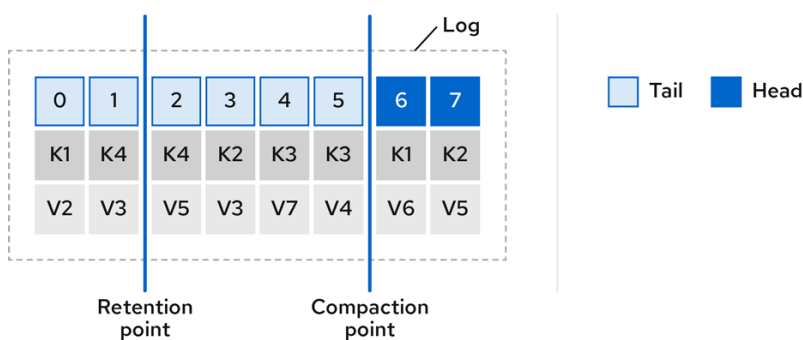 Log
0 1 2 3 4 5 6 7
K1 K4 K4 K2 K3 K3 K1 K2
V2 V3 V5 V3 V7 V4 V6 V5
Tail Head
Retention
point
Compaction
point